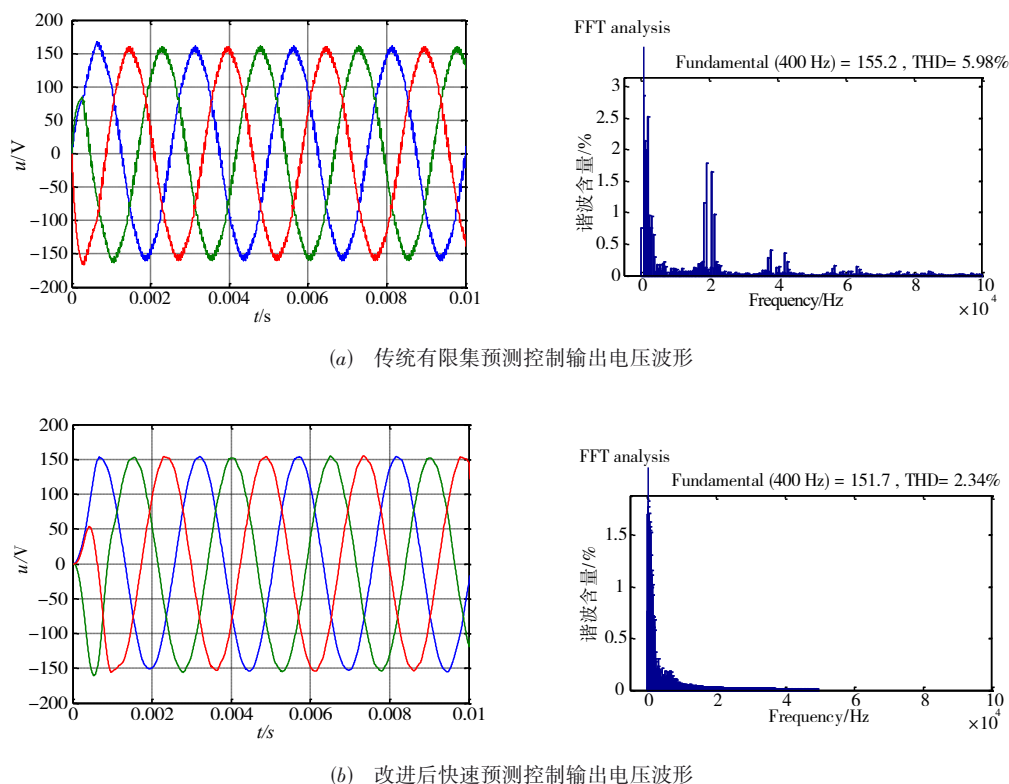 200
150
100
50
0
−50
−100
−150
−200
u/V
0 0.002 0.004 0.006 0.008 0.01
t/s
FFT analysis
Fundamental (400 Hz) = 155.2 , THD= 5.98%
3
2.5
2
1.5
1
0.5
0
谐波含量/%
0 2 4 6 8 10
Frequency/Hz
×10⁴
(a) 传统有限集预测控制输出电压波形
200
150
100
50
0
−50
−100
−150
−200
u/V
0 0.002 0.004 0.006 0.008 0.01
t/s
FFT analysis
Fundamental (400 Hz) = 151.7 , THD= 2.34%
1.5
1
0.5
0
谐波含量/%
0 2 4 6 8 10
Frequency/Hz
×10⁴
(b) 改进后快速预测控制输出电压波形